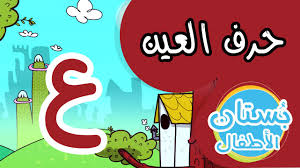 حرف العين
ع
بُستان
الأطفال